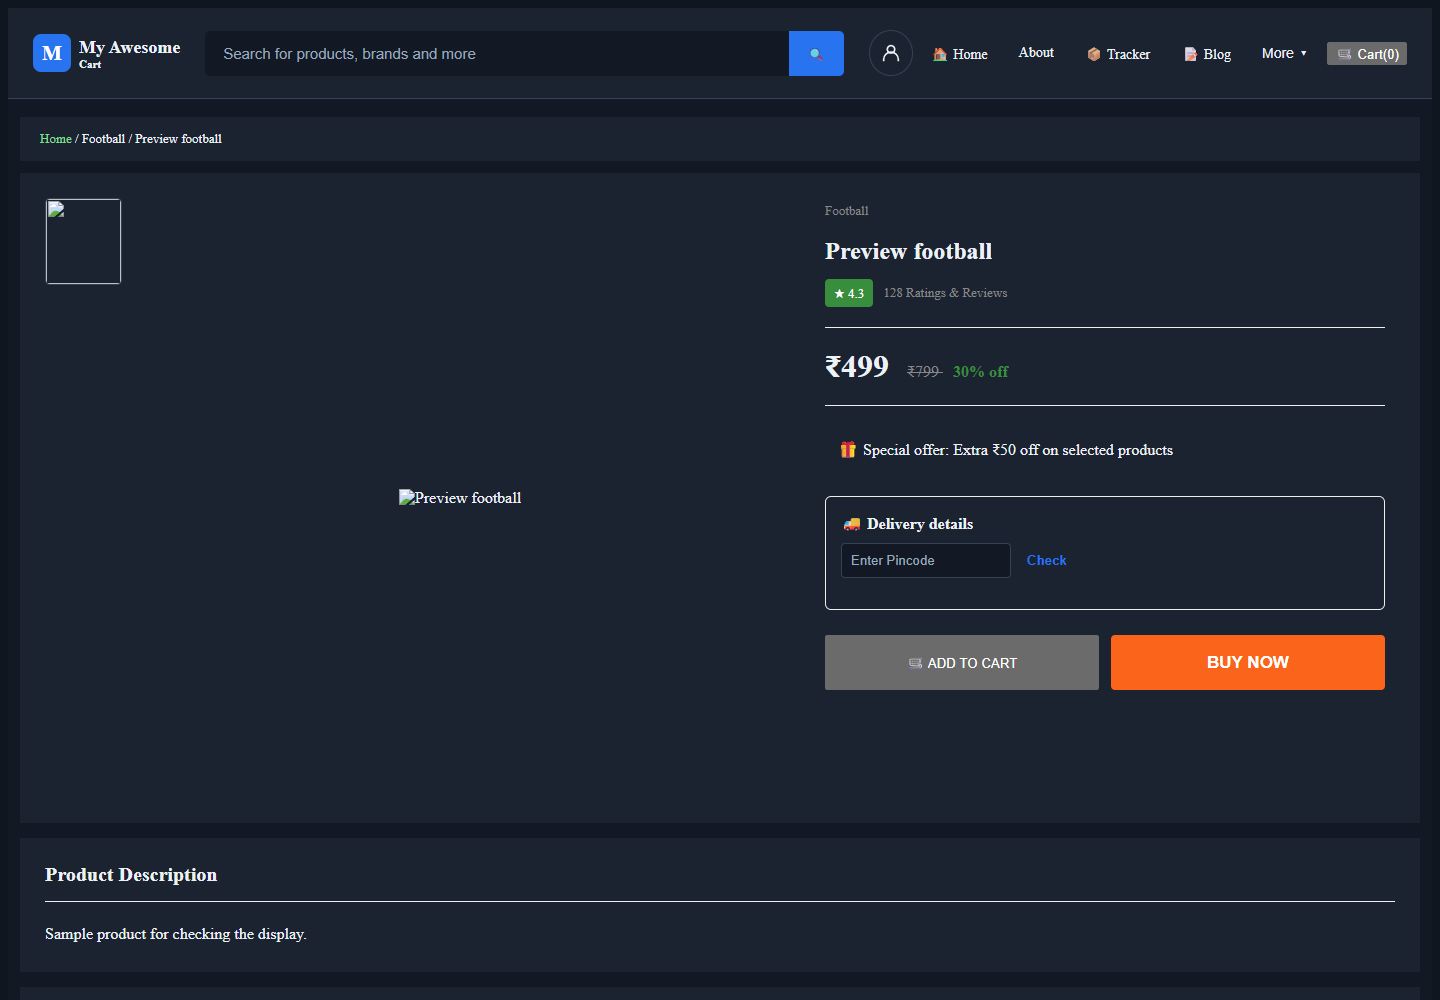 M
My Awesome
Cart
Search for products, brands and more
Home
About
Tracker
Blog
More ▼
Cart(0)
Home / Football / Preview football
Football
Preview football
★ 4.3
128 Ratings & Reviews
₹499 ₹799 30% off
Special offer: Extra ₹50 off on selected products
Preview football
Delivery details
Enter Pincode
Check
ADD TO CART
BUY NOW
Product Description
Sample product for checking the display.